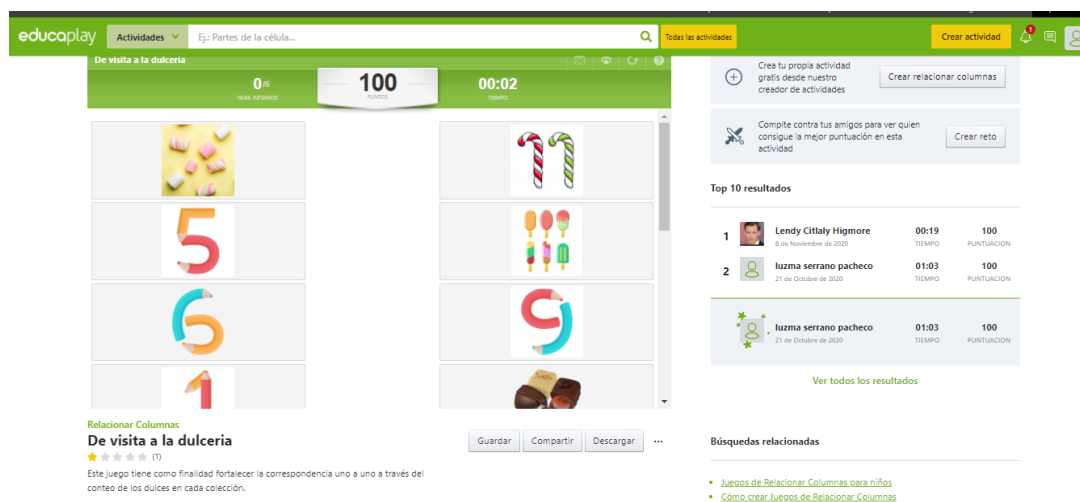 educaplay
Actividades
Ej.: Partes de la célula...
Todas las actividades
Crear actividad
De visita a la dulceria
0/5
NUM. INTENTOS
100
PUNTOS
00:02
TIEMPO
5
6
9
1
Relacionar Columnas
De visita a la dulceria
(1)
Guardar
Compartir
Descargar
...
Este juego tiene como finalidad fortalecer la correspondencia uno a uno a través del
conteo de los dulces en cada colección.
Crea tu propia actividad
gratis desde nuestro
creador de actividades
Crear relacionar columnas
Compite contra tus amigos para ver quien
consigue la mejor puntuación en esta
actividad
Crear reto
Top 10 resultados
1 Lendy Citlaly Higmore 00:19 100
8 de Noviembre de 2020 TIEMPO PUNTUACION
2 luzma serrano pacheco 01:03 100
21 de Octubre de 2020 TIEMPO PUNTUACION
luzma serrano pacheco 01:03 100
21 de Octubre de 2020 TIEMPO PUNTUACION
Ver todos los resultados
Búsquedas relacionadas
Juegos de Relacionar Columnas para niños
Cómo crear Juegos de Relacionar Columnas